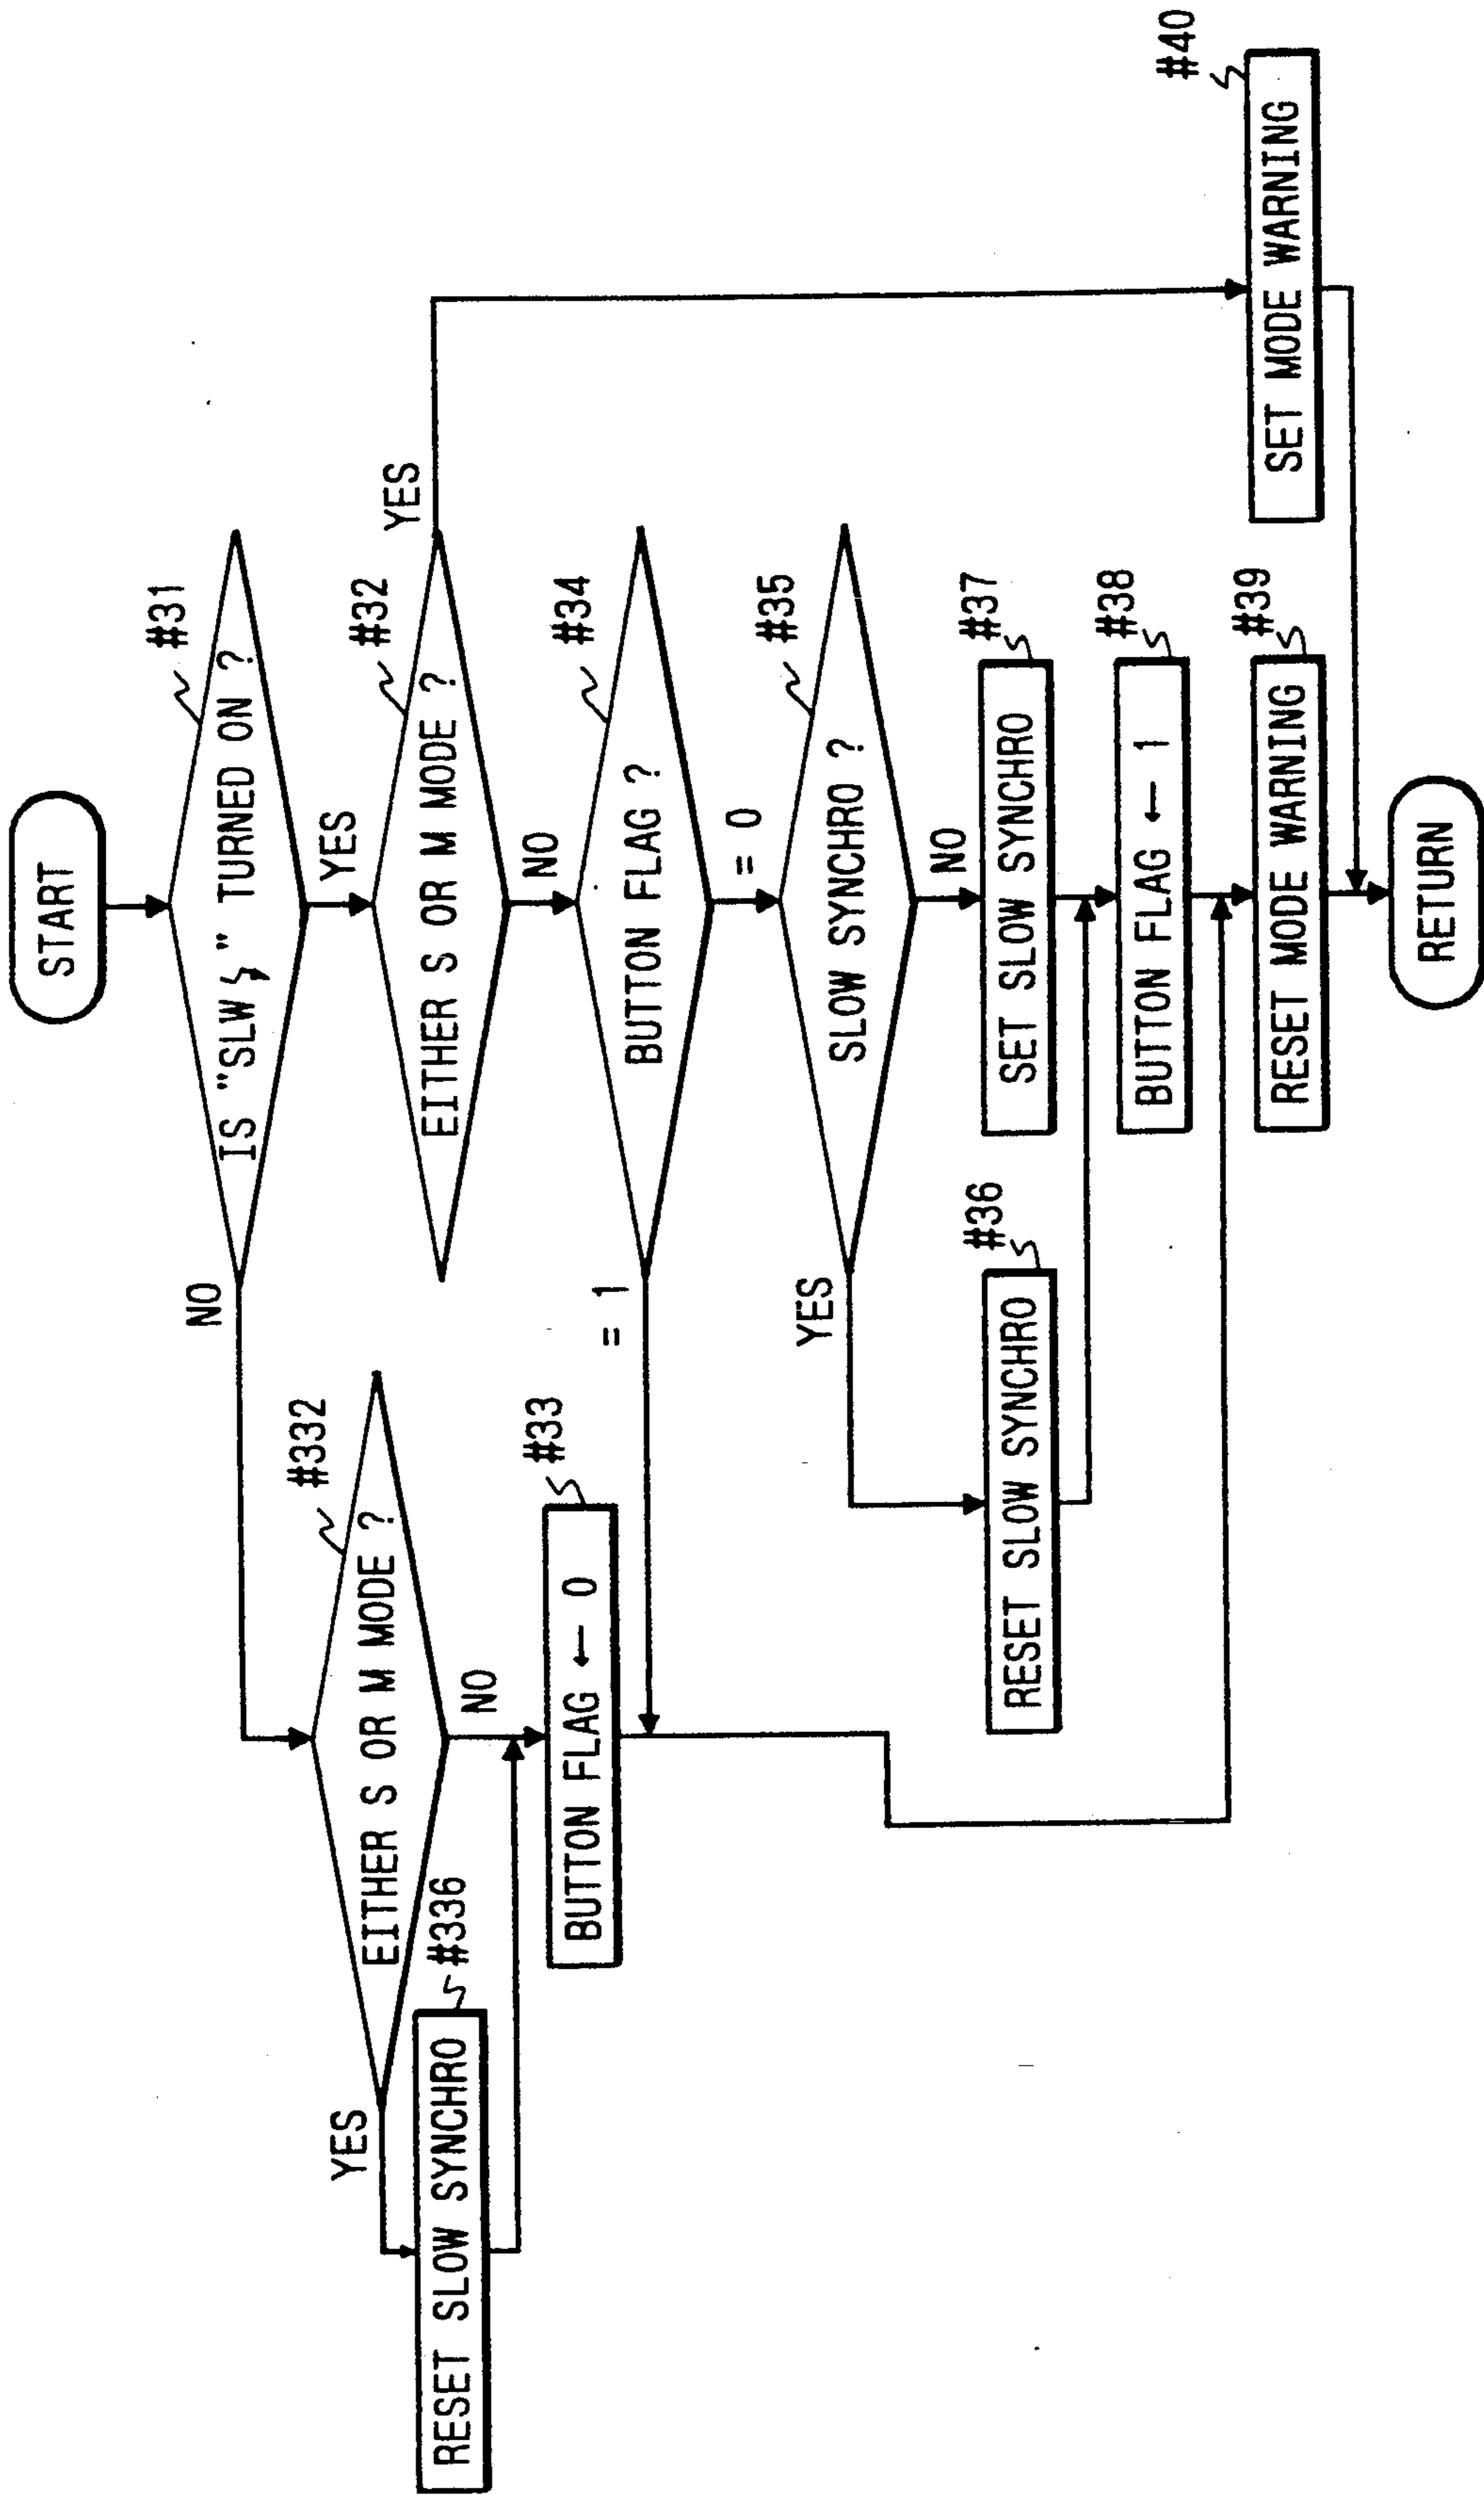 START
#31
IS "SLW⚡" TURNED ON ?
NO
YES
#332
EITHER S OR M MODE ?
YES
NO
#32
EITHER S OR M MODE ?
YES
NO
#336
RESET SLOW SYNCHRO
#33
BUTTON FLAG ← 0
#34
BUTTON FLAG ?
= 1
= 0
#35
SLOW SYNCHRO ?
YES
NO
#36
RESET SLOW SYNCHRO
#37
SET SLOW SYNCHRO
#38
BUTTON FLAG ← 1
#39
RESET MODE WARNING
#40
SET MODE WARNING
RETURN